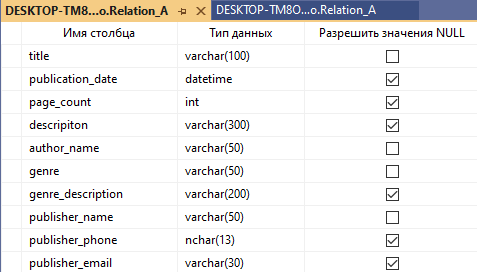 DESKTOP-TM8...o.Relation_A DESKTOP-TM8O...o.Relation_A
Имя столбца Тип данных Разрешить значения NULL
title varchar(100)
publication_date datetime
page_count int
descripiton varchar(300)
author_name varchar(50)
genre varchar(50)
genre_description varchar(200)
publisher_name varchar(50)
publisher_phone nchar(13)
publisher_email varchar(30)